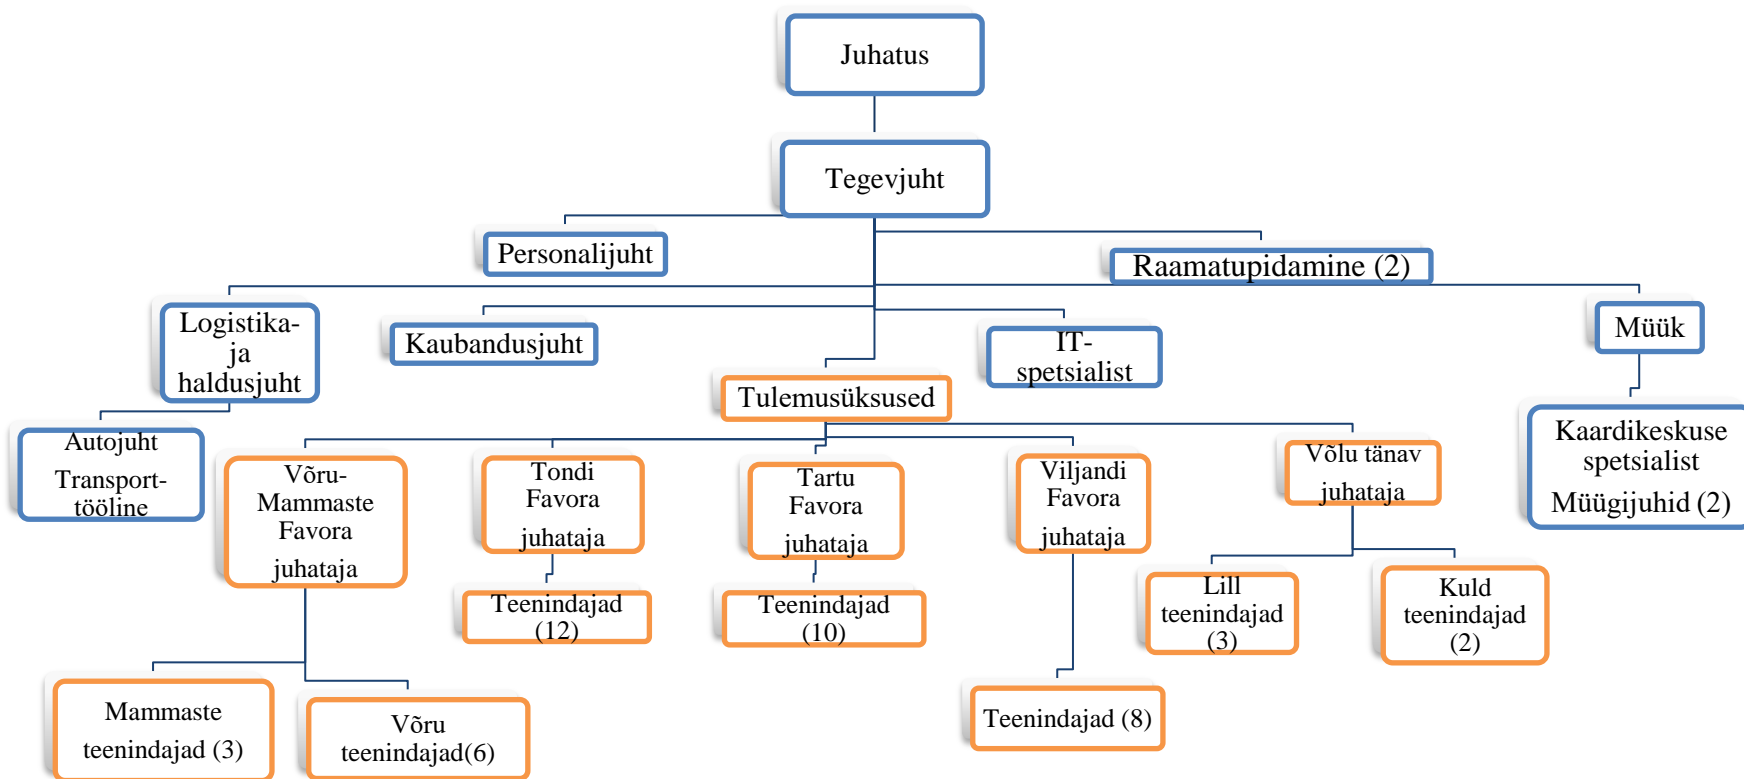 Juhatus
Tegevjuht
Personalijuht
Raamatupidamine (2)
Logistika-
ja
haldusjuht
Kaubandusjuht
IT-
spetsialist
Müük
Tulemusüksused
Autojuht
Transport-
tööline
Kaardikeskuse
spetsialist
Müügijuhid (2)
Võru-
Mammaste
Favora
juhataja
Tondi
Favora
juhataja
Tartu
Favora
juhataja
Viljandi
Favora
juhataja
Võlu tänav
juhataja
Teenindajad
(12)
Teenindajad
(10)
Lill
teenindajad
(3)
Kuld
teenindajad
(2)
Mammaste
teenindajad (3)
Võru
teenindajad(6)
Teenindajad (8)